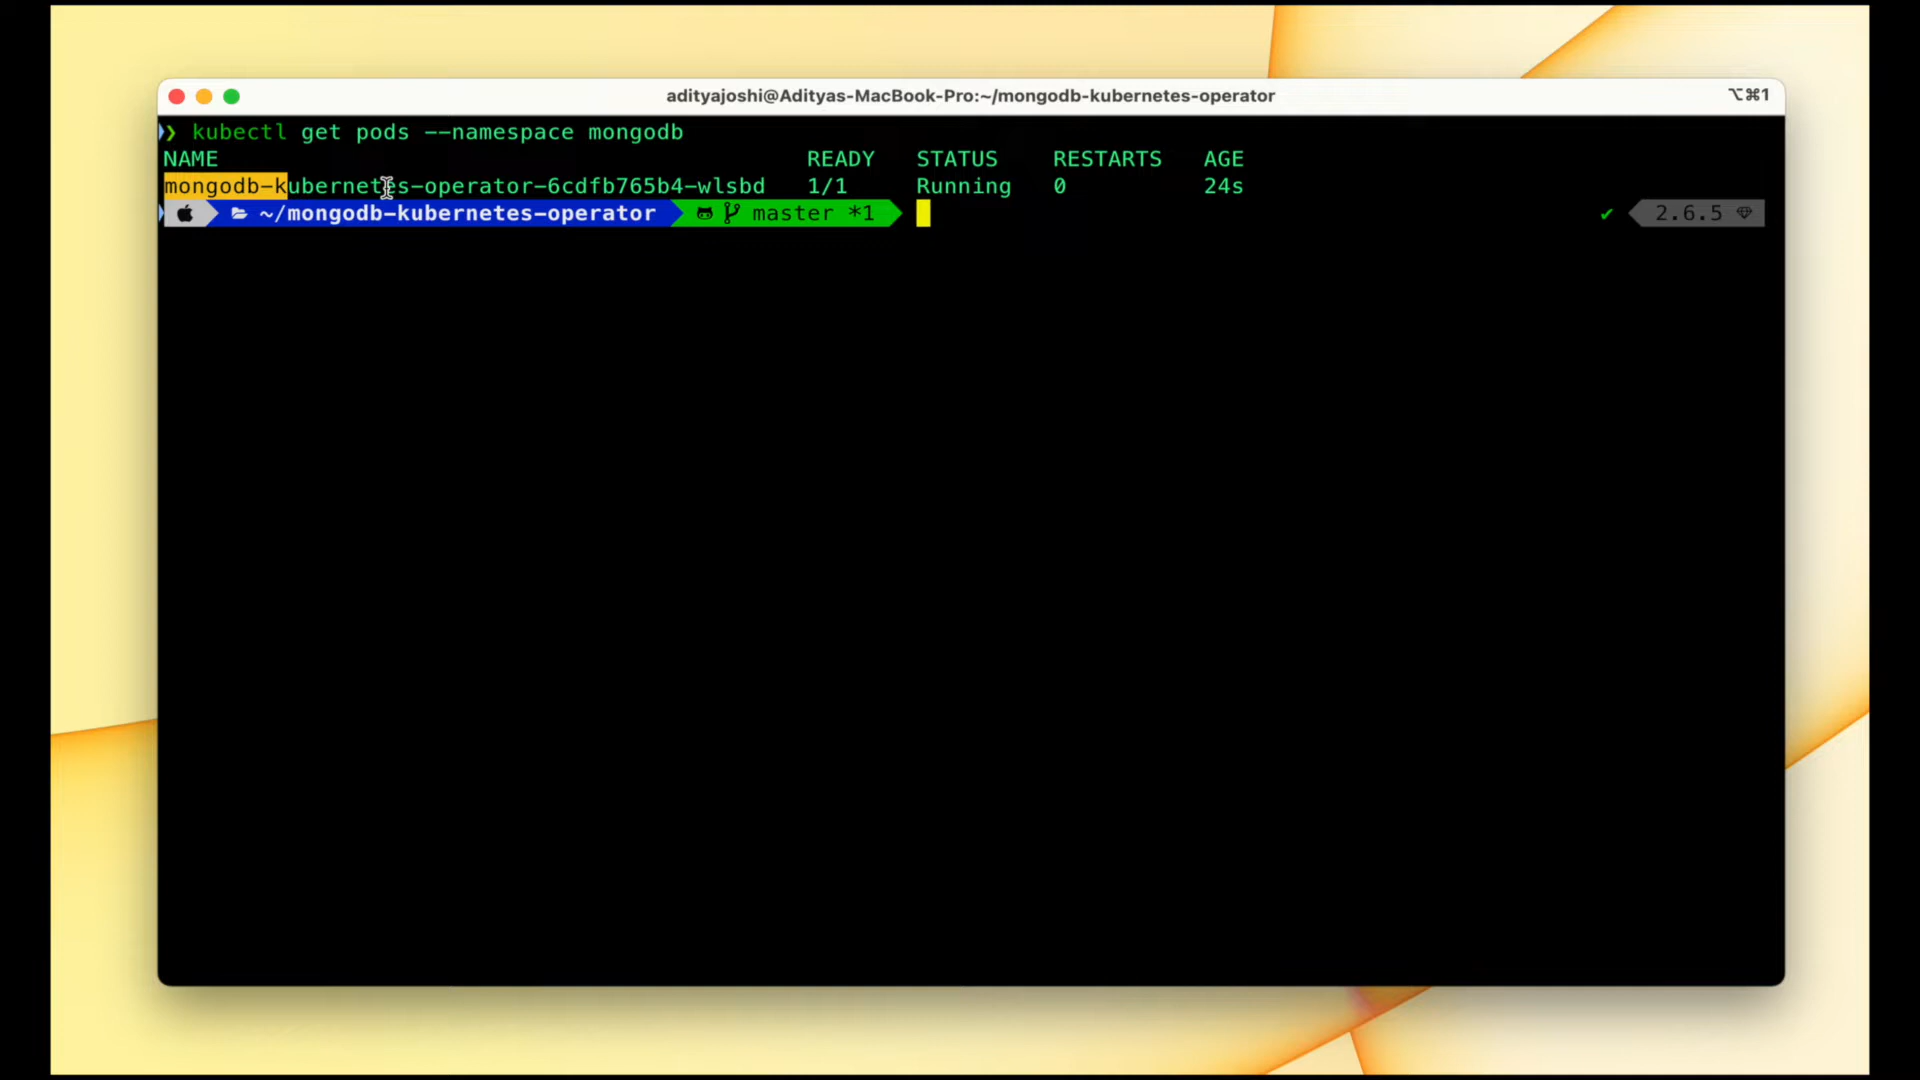 adityajoshi@Adityas-MacBook-Pro:~/mongodb-kubernetes-operator ⌥⌘1
❯ kubectl get pods --namespace mongodb
NAME READY STATUS RESTARTS AGE
mongodb-kubernetes-operator-6cdfb765b4-wlsbd 1/1 Running 0 24s
~/mongodb-kubernetes-operator master *1 ✔ 2.6.5